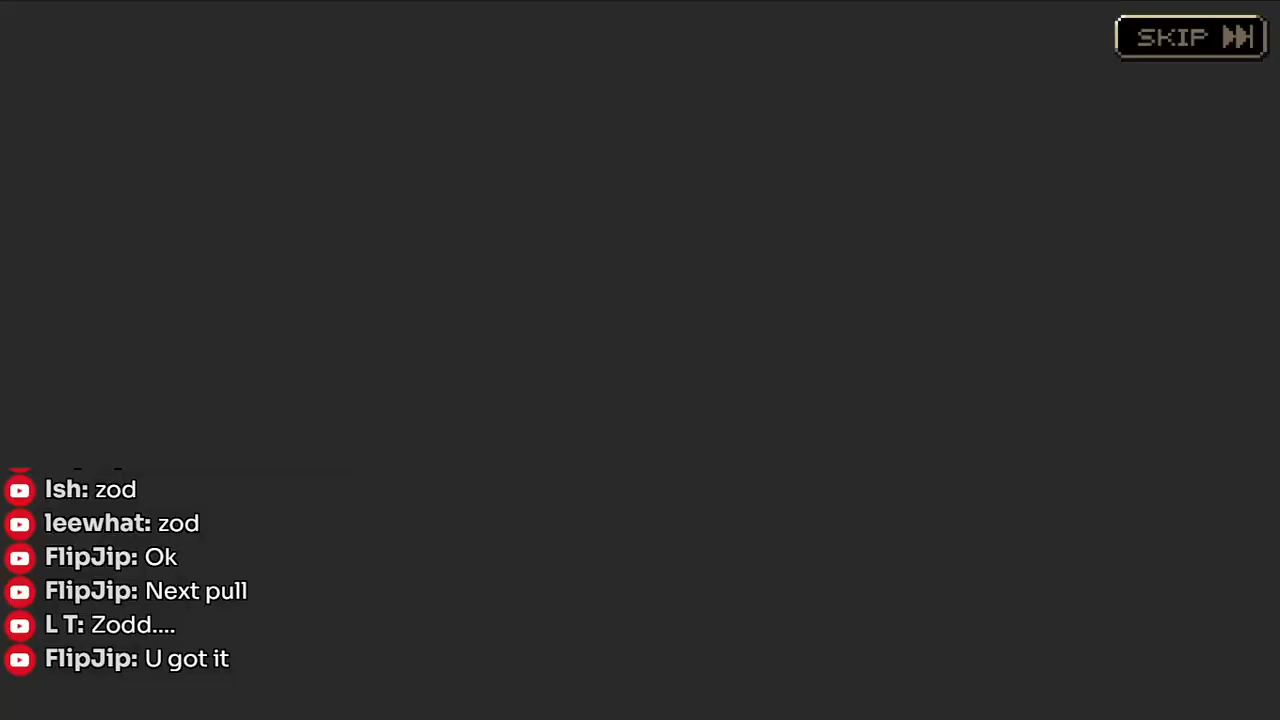 SKIP
Ish: zod
leewhat: zod
FlipJip: Ok
FlipJip: Next pull
L T: Zodd....
FlipJip: U got it